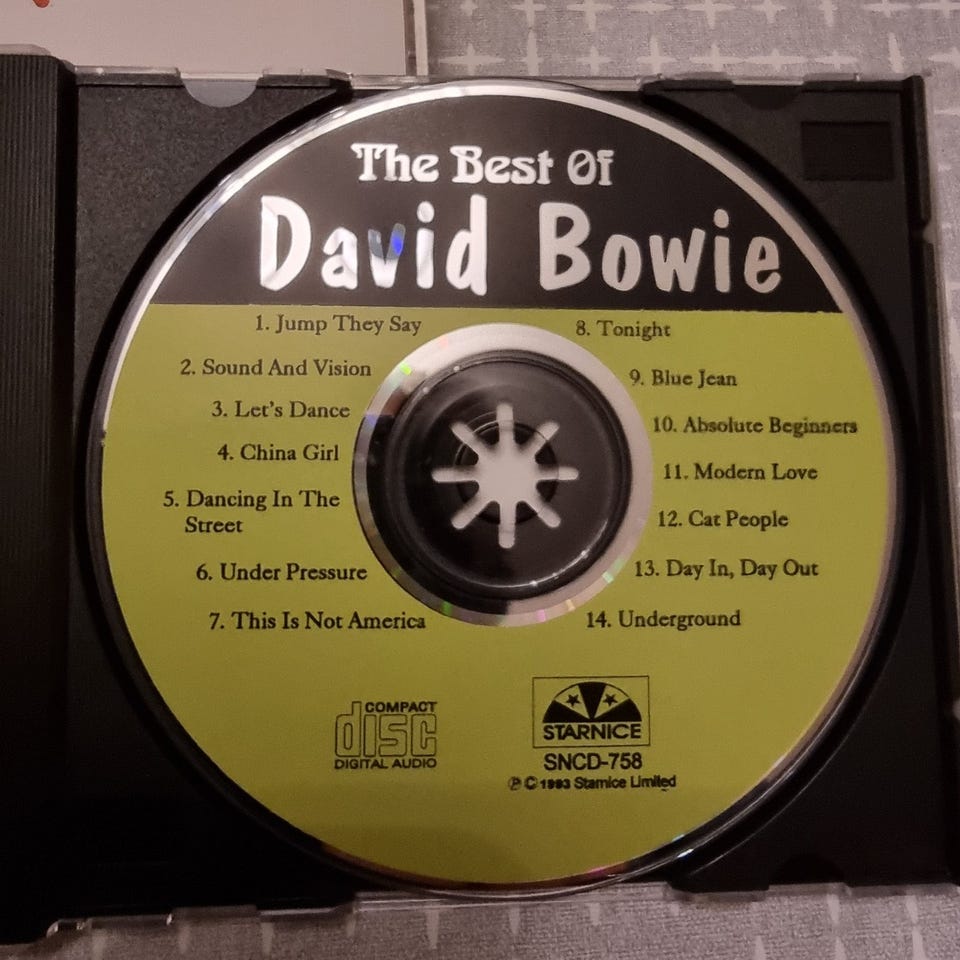 The Best Of
David Bowie
1. Jump They Say
2. Sound And Vision
3. Let's Dance
4. China Girl
5. Dancing In The
Street
6. Under Pressure
7. This Is Not America
8. Tonight
9. Blue Jean
10. Absolute Beginners
11. Modern Love
12. Cat People
13. Day In, Day Out
14. Underground
COMPACT
disc
DIGITAL AUDIO
STARNICE
SNCD-758
℗ © 1993 Starnice Limited